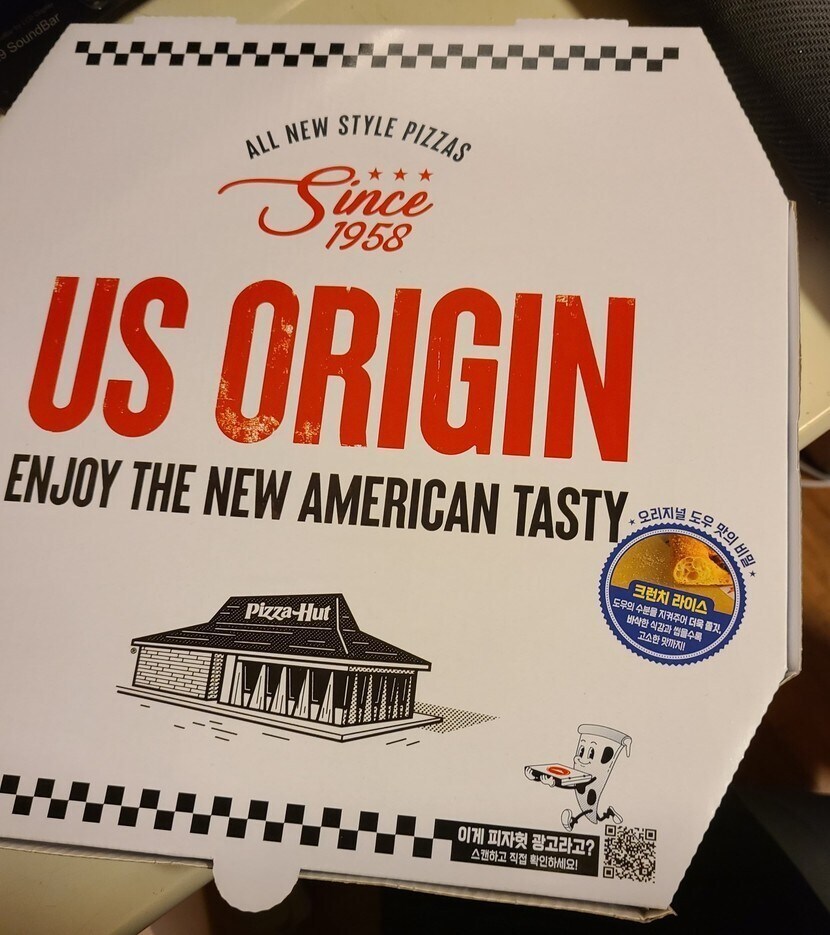 9 SoundBar
ALL NEW STYLE PIZZAS
Since
1958
US ORIGIN
ENJOY THE NEW AMERICAN TASTY
오리지널 도우 맛의 비밀
크런치 라이스
도우의 수분을 지켜주어 더욱 쫄깃,
바삭한 식감과 씹을수록
고소한 맛까지!
Pizza-Hut
®
이게 피자헛 광고라고?
스캔하고 직접 확인하세요!